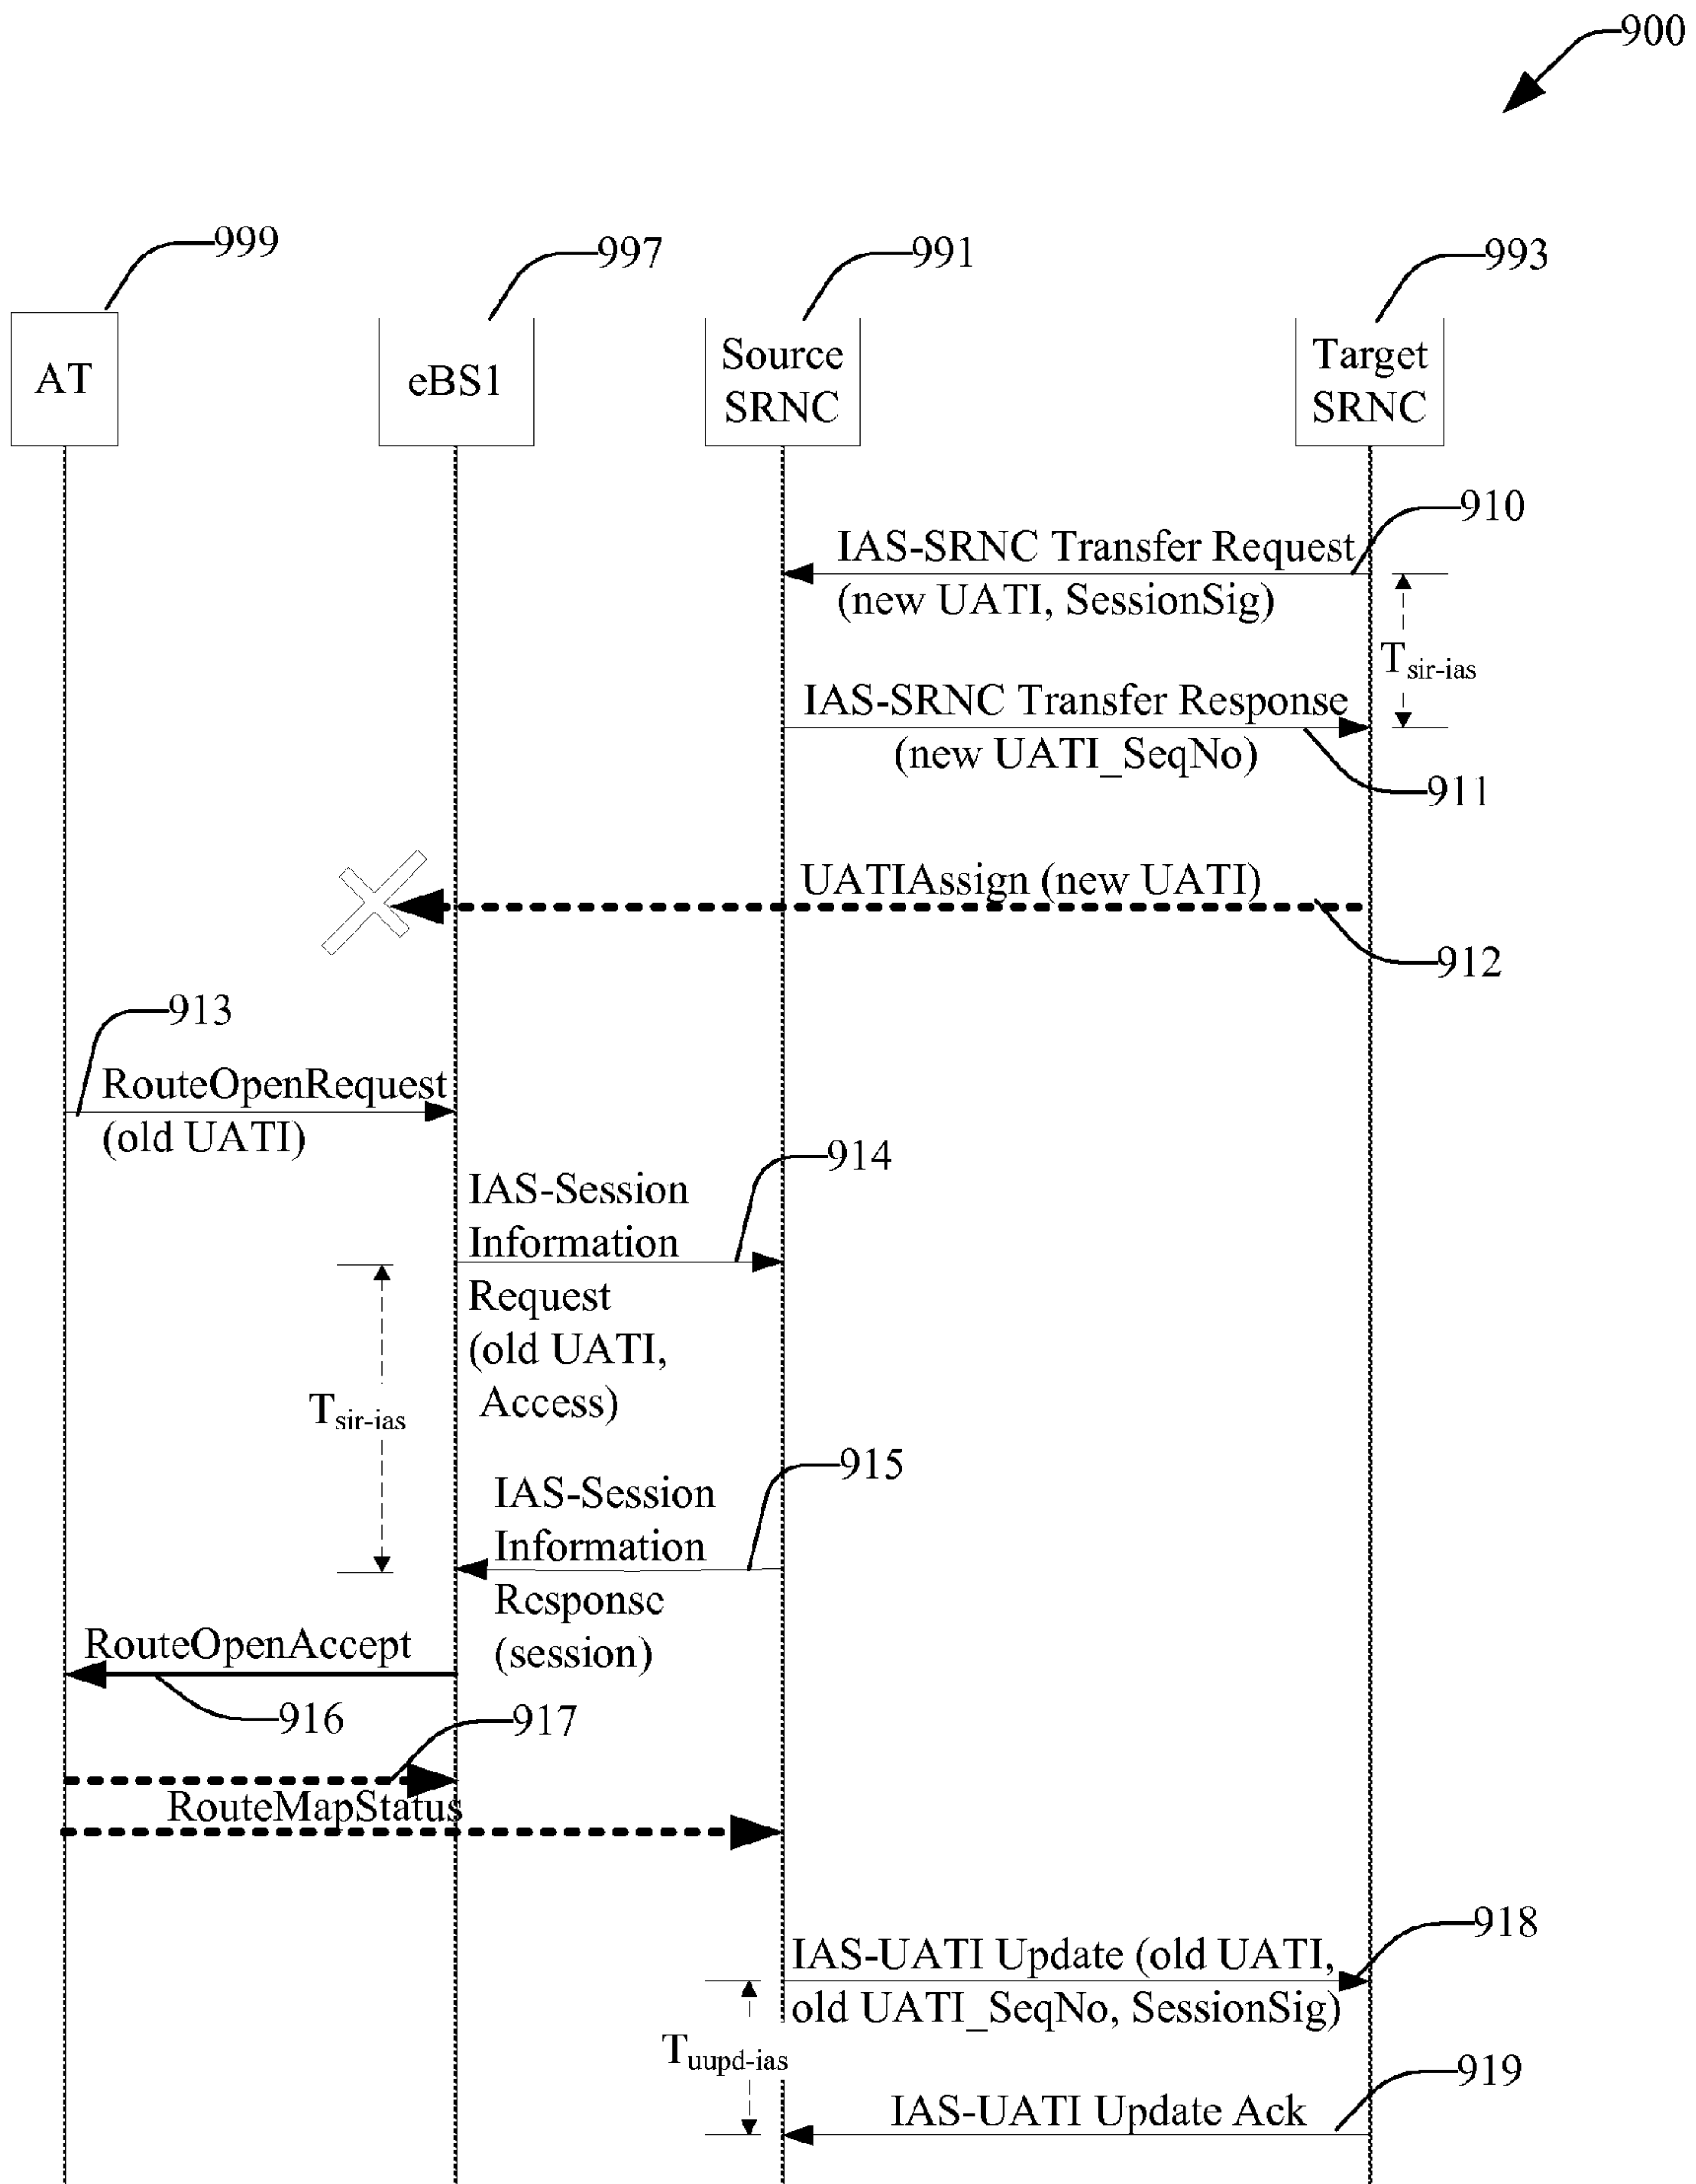 900
999
997
991
993
AT
eBS1
Source
SRNC
Target
SRNC
910
IAS-SRNC Transfer Request
(new UATI, SessionSig)
Tsir-ias
IAS-SRNC Transfer Response
(new UATI_SeqNo)
911
UATIAssign (new UATI)
912
913
RouteOpenRequest
(old UATI)
914
IAS-Session
Information
Request
(old UATI,
Access)
Tsir-ias
915
IAS-Session
Information
Response
(session)
RouteOpenAccept
916
917
RouteMapStatus
918
IAS-UATI Update (old UATI,
old UATI_SeqNo, SessionSig)
Tuupd-ias
919
IAS-UATI Update Ack